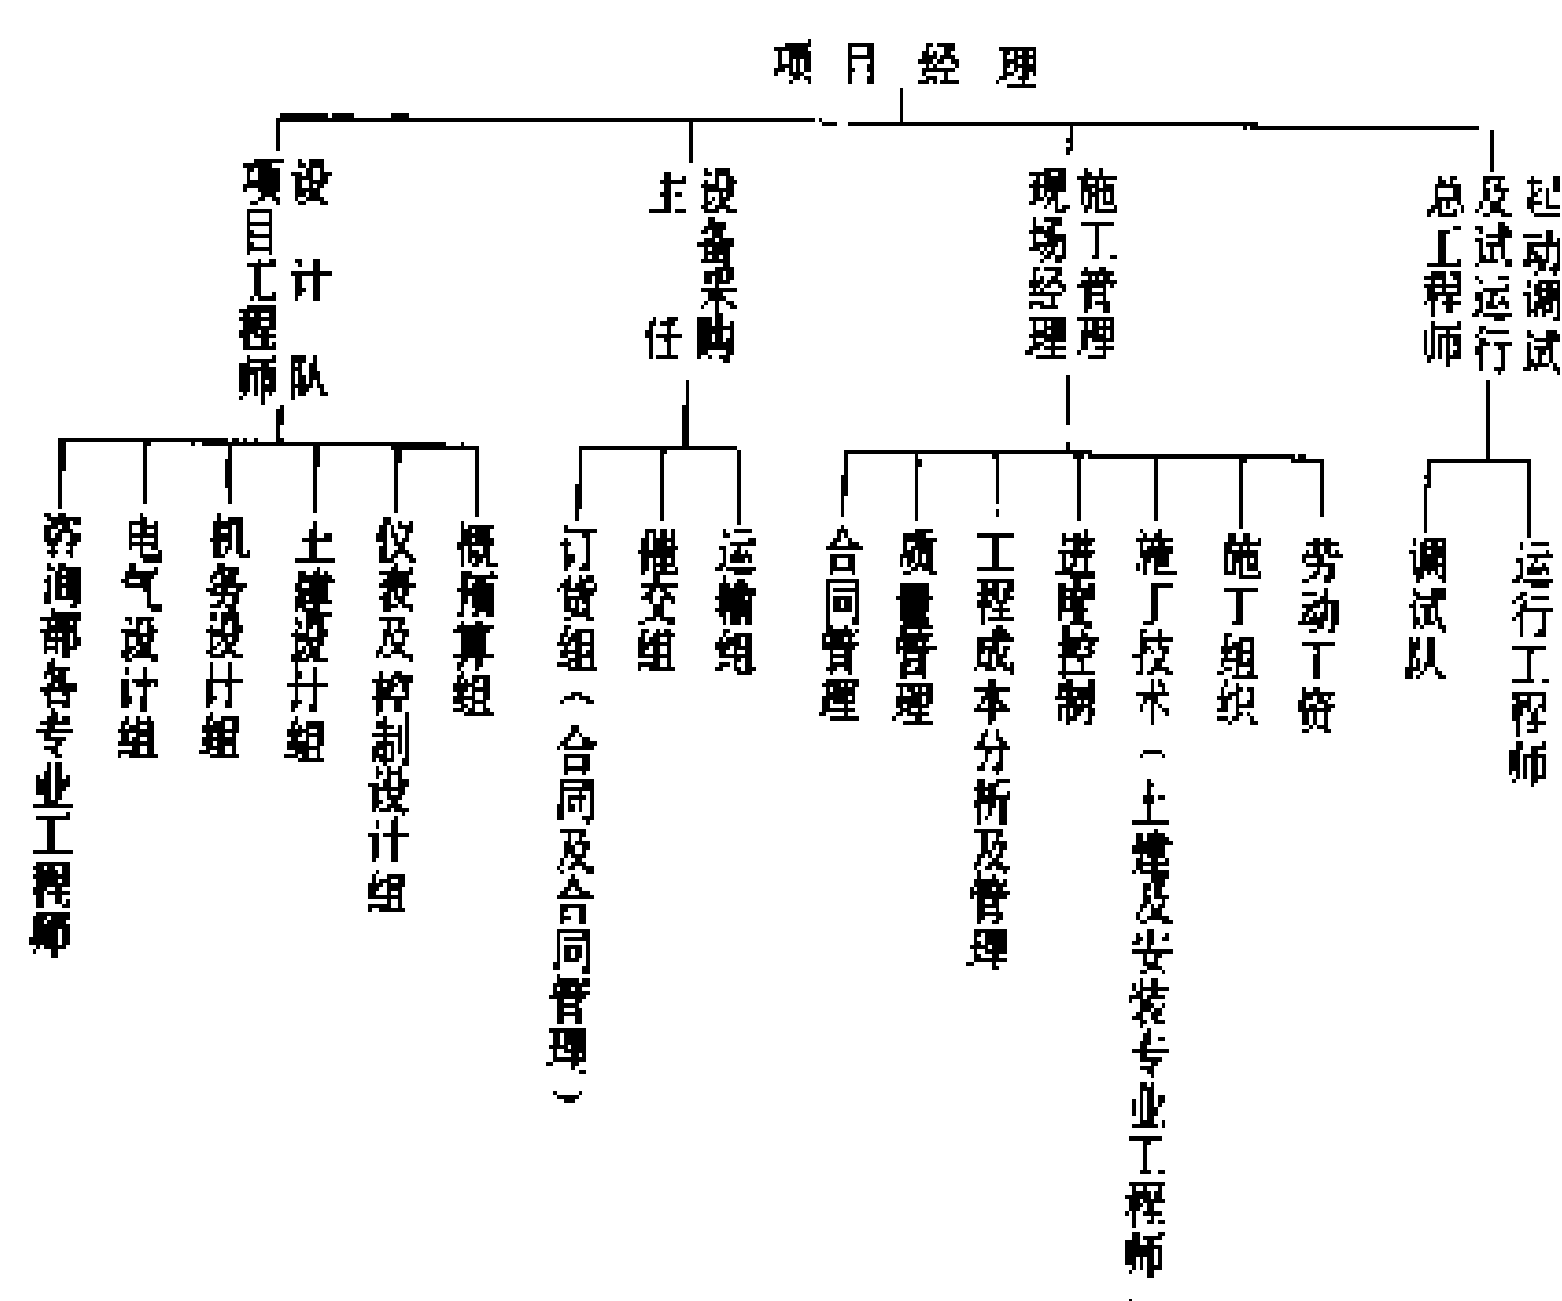 项目经理
设计队
项目工程师
设备采购
主任
施工管理
现场经理
起动调试
及试运行
总工程师
咨询部各专业工程师
电气设计组
机务设计组
土建设计组
仪表及控制设计组
概预算组
订货组(合同及合同管理)
催交组
运输组
合同管理
质量管理
工程成本分析及管理
进度控制
施工技术(土建及安装专业工程师
施工组织
劳动工资
调试队
运行工程师